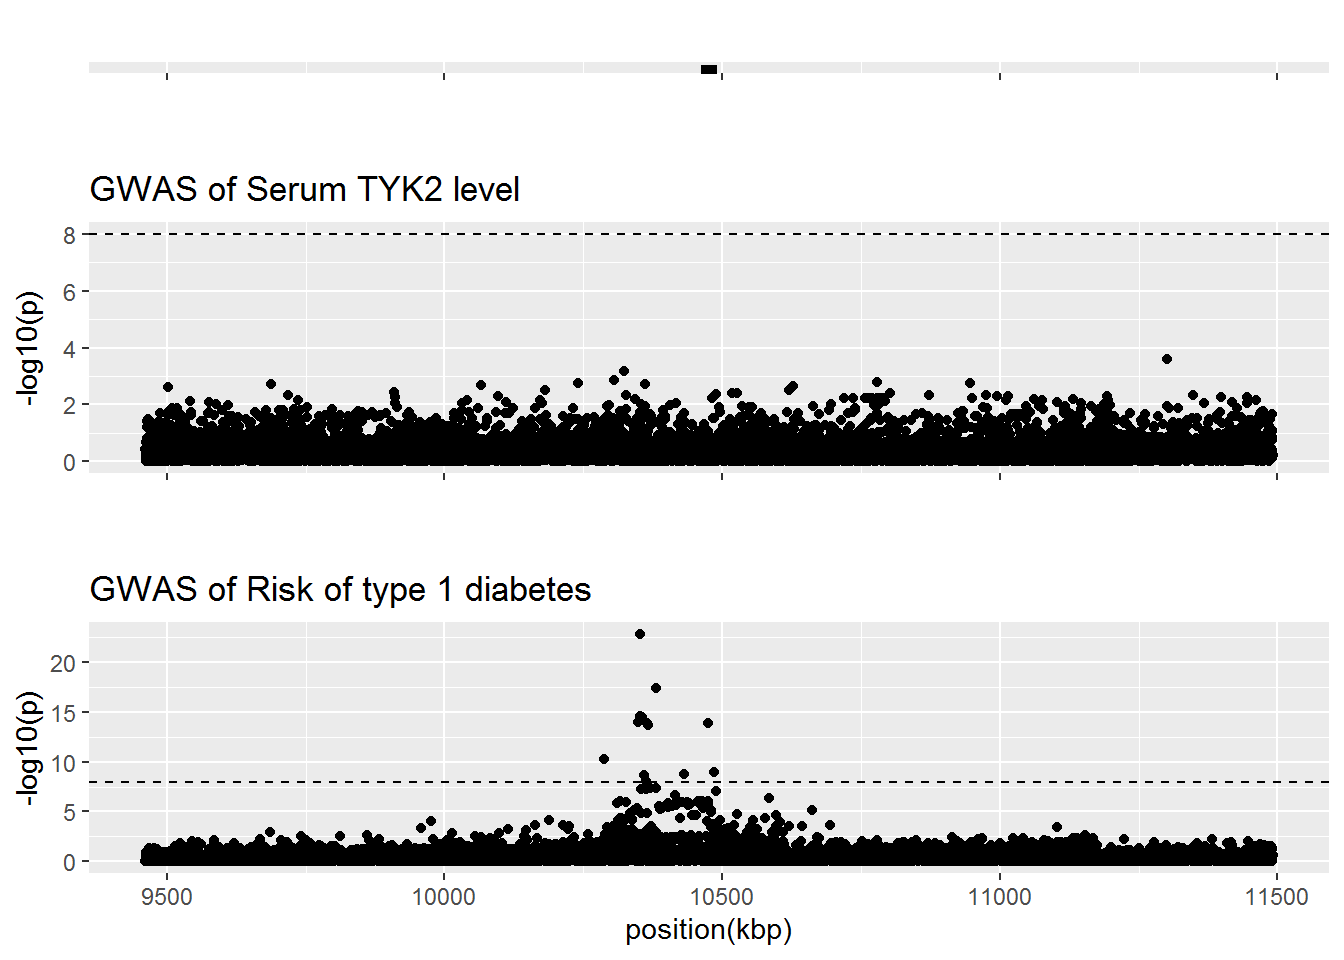 GWAS of Serum TYK2 level
-log10(p)
8
6
4
2
0
GWAS of Risk of type 1 diabetes
-log10(p)
20
15
10
5
0
9500 10000 10500 11000 11500
position(kbp)